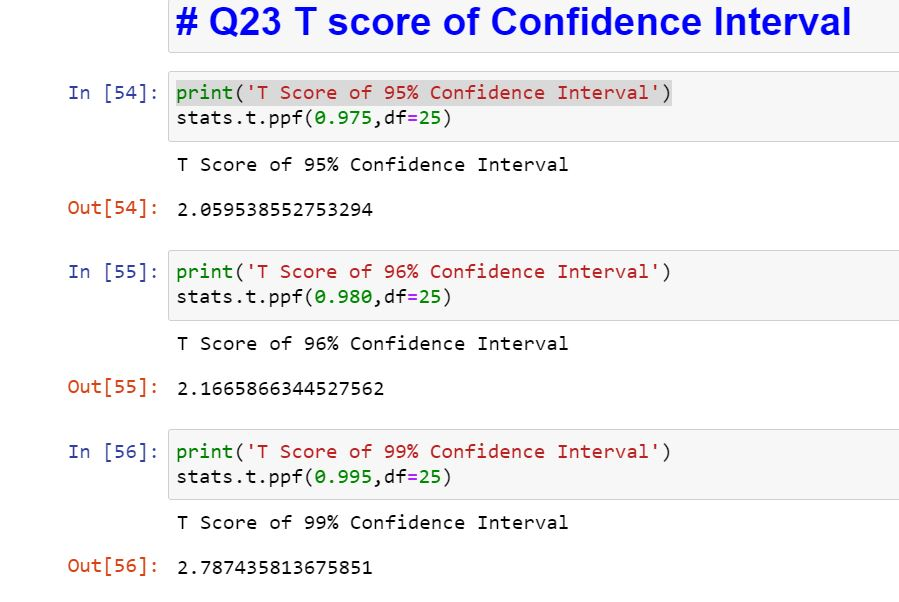 # Q23 T score of Confidence Interval
In [54]: print('T Score of 95% Confidence Interval')
stats.t.ppf(0.975,df=25)
T Score of 95% Confidence Interval
Out[54]: 2.059538552753294
In [55]: print('T Score of 96% Confidence Interval')
stats.t.ppf(0.980,df=25)
T Score of 96% Confidence Interval
Out[55]: 2.1665866344527562
In [56]: print('T Score of 99% Confidence Interval')
stats.t.ppf(0.995,df=25)
T Score of 99% Confidence Interval
Out[56]: 2.787435813675851